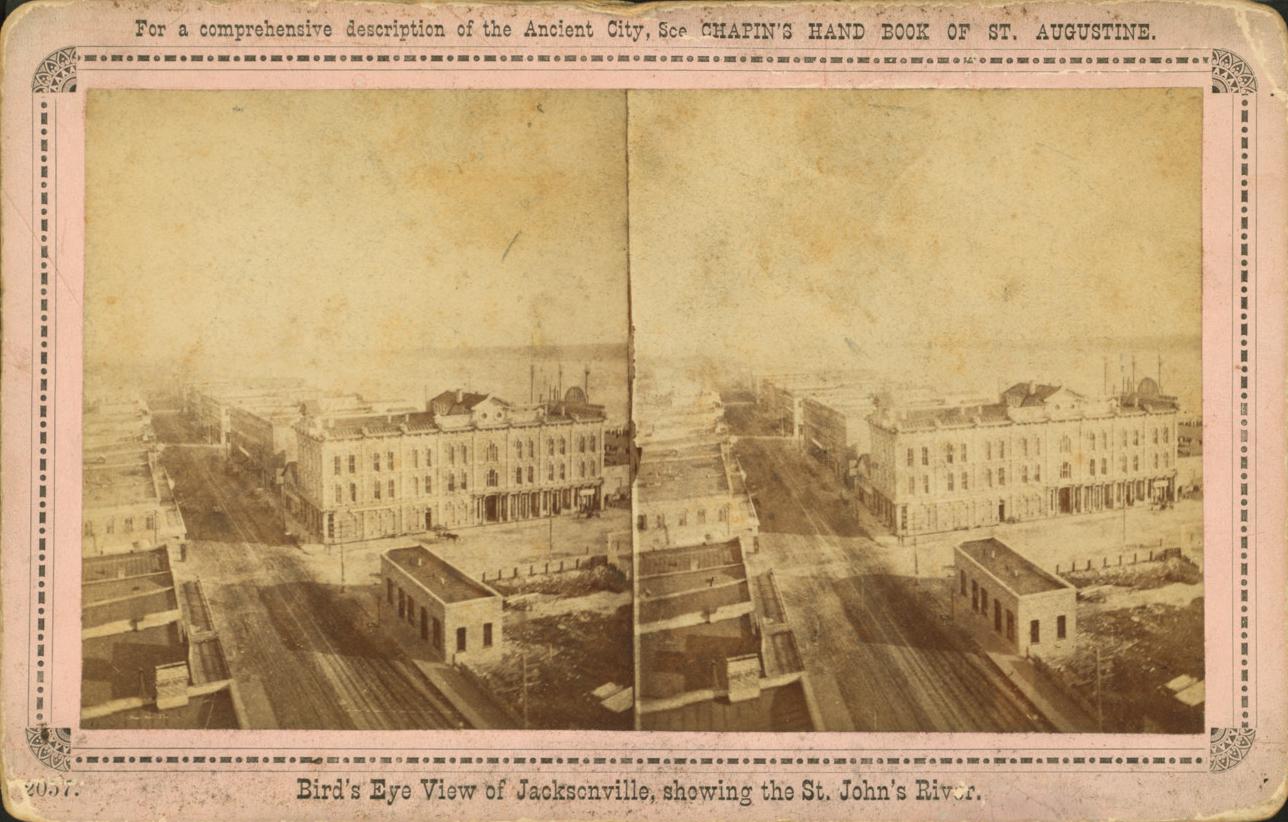 For a comprehensive description of the Ancient City, See CHAPIN'S HAND BOOK OF ST. AUGUSTINE.
2057.
Bird's Eye View of Jacksonville, showing the St. John's River.